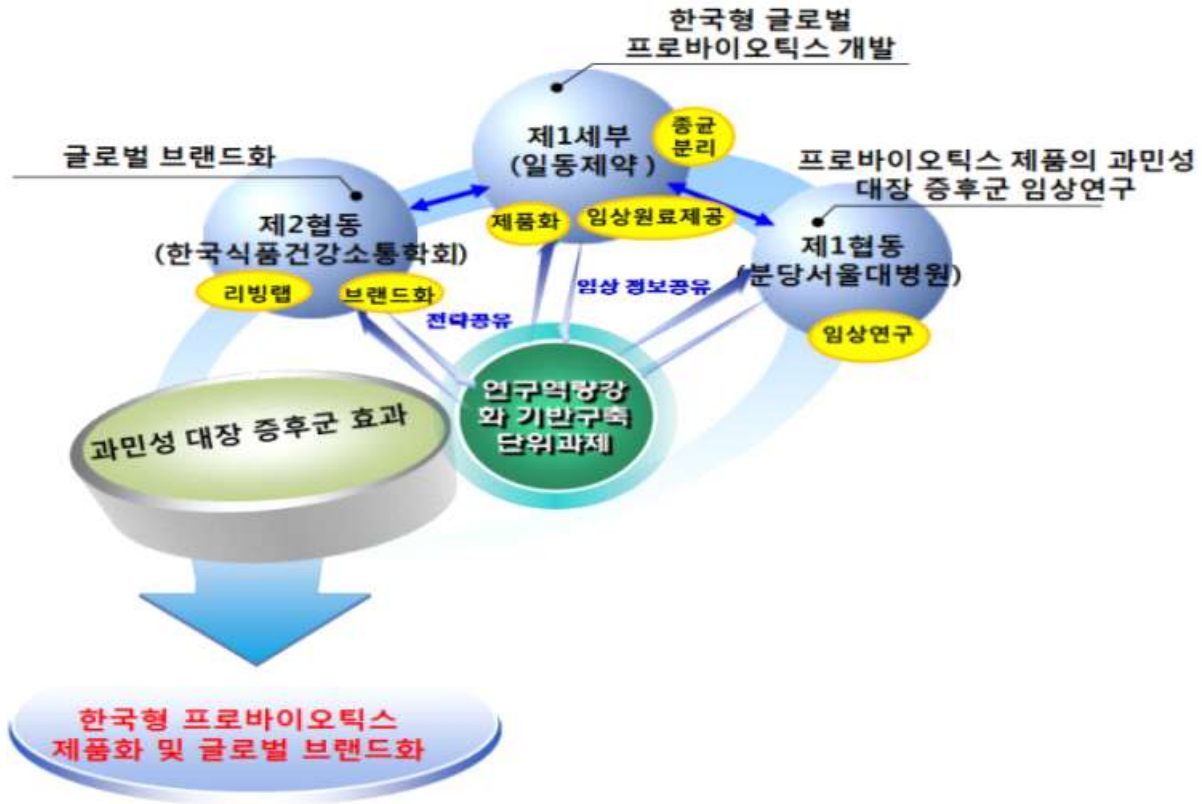 한국형 글로벌
프로바이오틱스 개발
제1세부
(일동제약 )
종균
분리
제품화
임상원료제공
글로벌 브랜드화
제2협동
(한국식품건강소통학회)
리빙랩
브랜드화
프로바이오틱스 제품의 과민성
대장 증후군 임상연구
제1협동
(분당서울대병원)
임상연구
전략공유
임상 정보공유
연구역량강
화 기반구축
단위과제
과민성 대장 증후군 효과
한국형 프로바이오틱스
제품화 및 글로벌 브랜드화